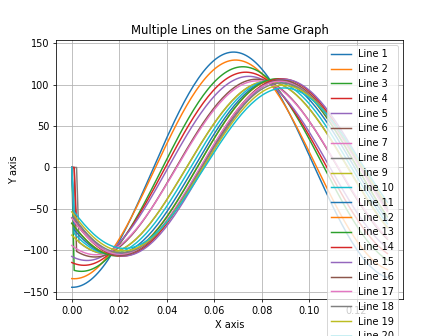 Multiple Lines on the Same Graph
Y axis
150
100
50
0
−50
−100
−150
0.00
0.02
0.04
0.06
0.08
0.10
X axis
Line 1
Line 2
Line 3
Line 4
Line 5
Line 6
Line 7
Line 8
Line 9
Line 10
Line 11
Line 12
Line 13
Line 14
Line 15
Line 16
Line 17
Line 18
Line 19
Line 20